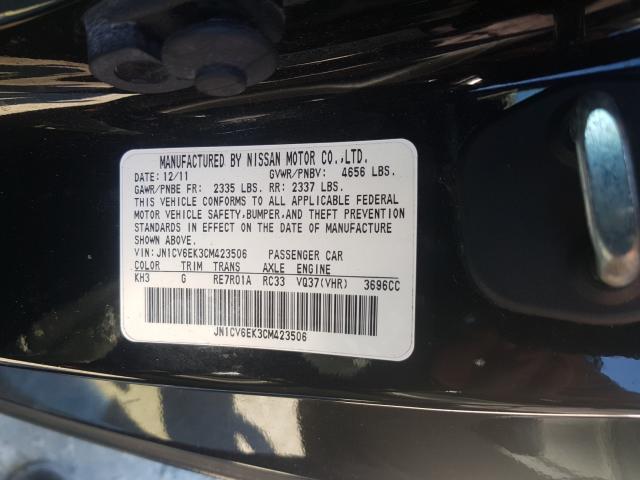 MANUFACTURED BY NISSAN MOTOR CO.,LTD.
DATE: 12/11 GVWR/PNBV: 4656 LBS.
GAWR/PNBE FR: 2335 LBS. RR: 2337 LBS.
THIS VEHICLE CONFORMS TO ALL APPLICABLE FEDERAL
MOTOR VEHICLE SAFETY,BUMPER,AND THEFT PREVENTION
STANDARDS IN EFFECT ON THE DATE OF MANUFACTURE
SHOWN ABOVE.
VIN: JN1CV6EK3CM423506 PASSENGER CAR
COLOR TRIM TRANS AXLE ENGINE
KH3 G RE7R01A RC33 VQ37(VHR) 3696CC
JN1CV6EK3CM423506